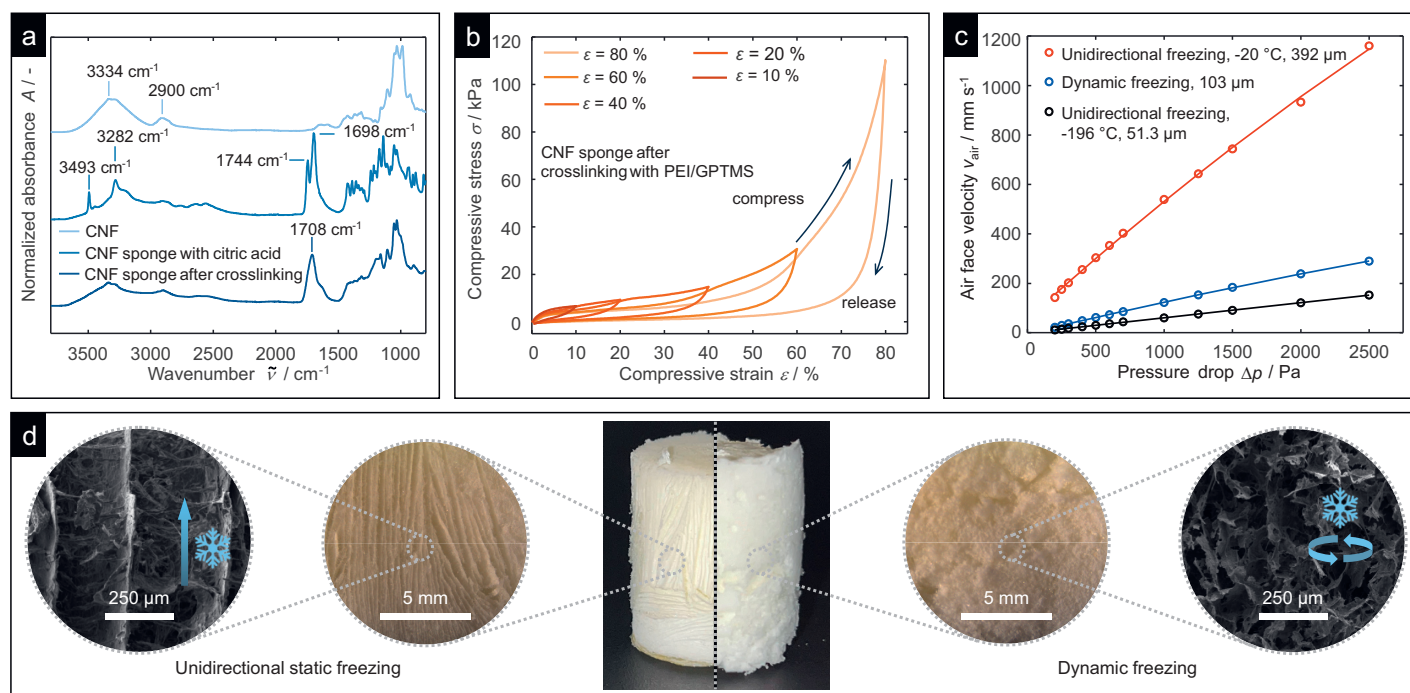 a
Normalized absorbance A / -
3334 cm⁻¹
2900 cm⁻¹
3282 cm⁻¹
1698 cm⁻¹
1744 cm⁻¹
3493 cm⁻¹
1708 cm⁻¹
CNF
CNF sponge with citric acid
CNF sponge after crosslinking
3500 3000 2500 2000 1500 1000
Wavenumber ṽ / cm⁻¹
b
Compressive stress σ / kPa
120
100
80
60
40
20
0
ε = 80 %
ε = 60 %
ε = 40 %
ε = 20 %
ε = 10 %
CNF sponge after
crosslinking with PEI/GPTMS
compress
release
0 10 20 30 40 50 60 70 80
Compressive strain ε / %
c
Air face velocity vair / mm s⁻¹
1200
1000
800
600
400
200
0
Unidirectional freezing, -20 °C, 392 µm
Dynamic freezing, 103 µm
Unidirectional freezing,
-196 °C, 51.3 µm
0 500 1000 1500 2000 2500
Pressure drop Δp / Pa
d
250 µm
5 mm
5 mm
250 µm
Unidirectional static freezing
Dynamic freezing